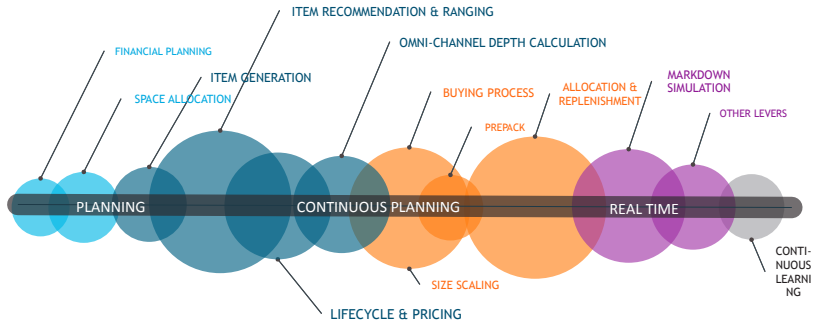 ITEM RECOMMENDATION & RANGING
FINANCIAL PLANNING
OMNI-CHANNEL DEPTH CALCULATION
ITEM GENERATION
SPACE ALLOCATION
BUYING PROCESS
PREPACK
ALLOCATION &
REPLENISHMENT
MARKDOWN
SIMULATION
OTHER LEVERS
PLANNING
CONTINUOUS PLANNING
REAL TIME
SIZE SCALING
LIFECYCLE & PRICING
CONTI-
NUOUS
LEARNI
NG